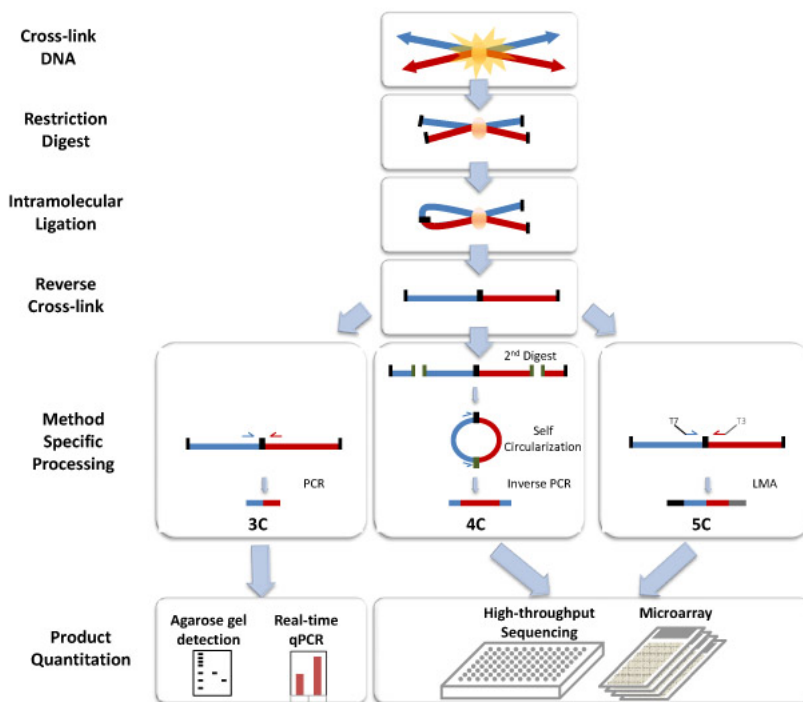 Cross-link
DNA
Restriction
Digest
Intramolecular
Ligation
Reverse
Cross-link
Method
Specific
Processing
PCR
3C
2nd Digest
Self
Circularization
Inverse PCR
4C
T7
T3
LMA
5C
Product
Quantitation
Agarose gel
detection
Real-time
qPCR
High-throughput
Sequencing
Microarray